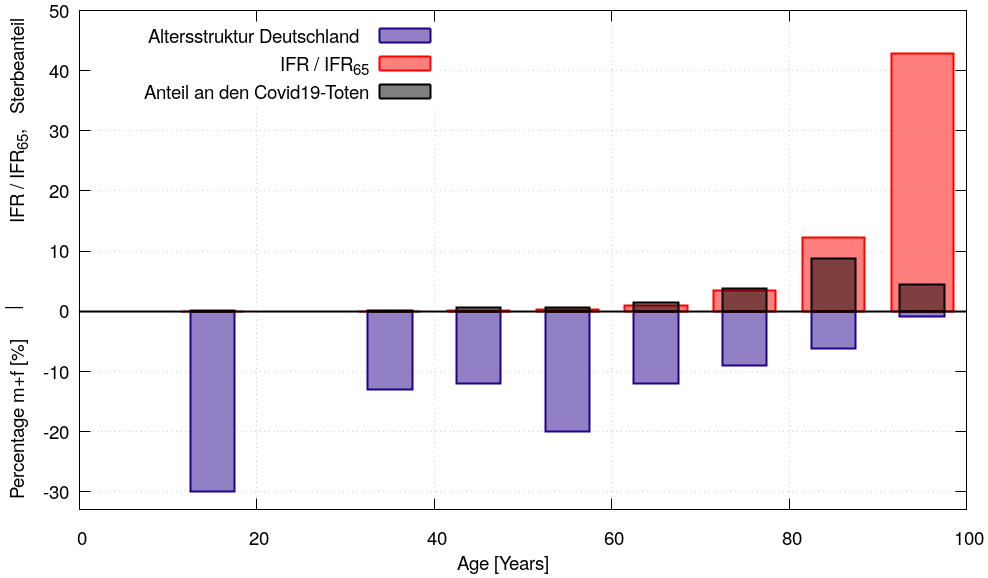 Altersstruktur Deutschland
IFR / IFR65
Anteil an den Covid19-Toten
Percentage m+f [%] | IFR / IFR65, Sterbeanteil
50
40
30
20
10
0
-10
-20
-30
0 20 40 60 80 100
Age [Years]